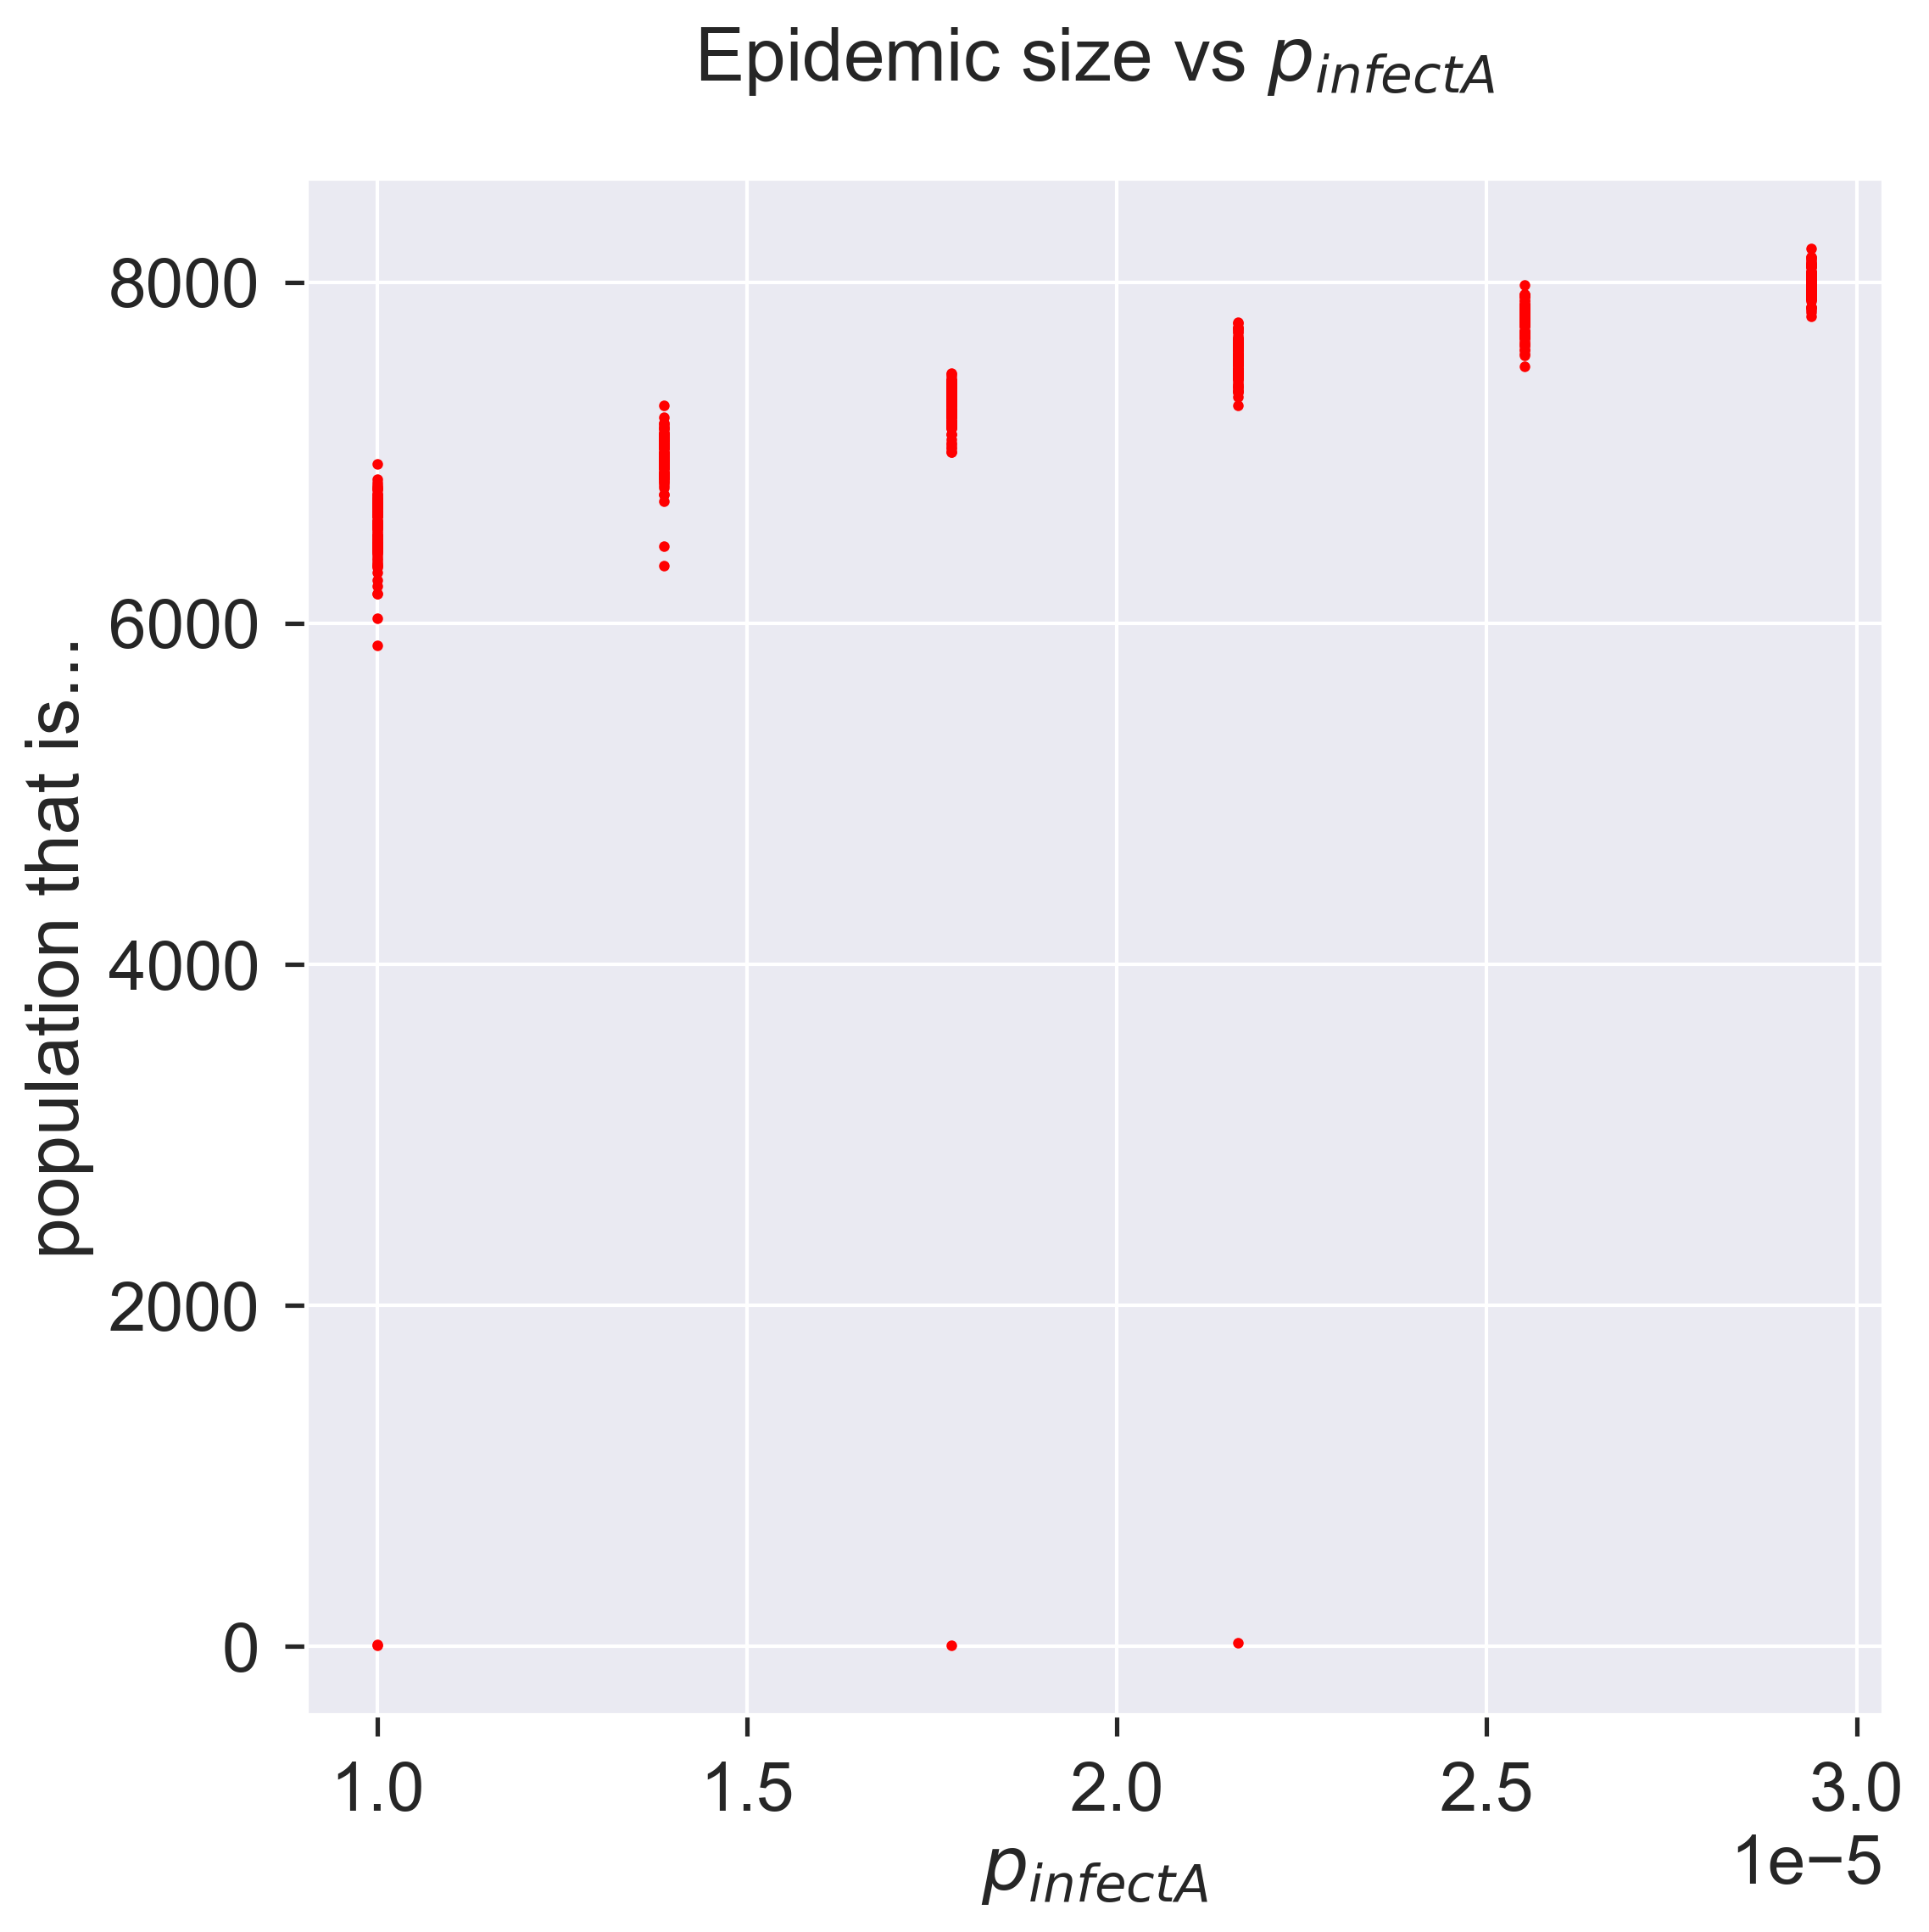 Epidemic size vs p_infectA
population that is...
8000
6000
4000
2000
0
1.0 1.5 2.0 2.5 3.0
1e−5
p_infectA